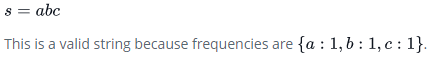 s = abc
This is a valid string because frequencies are {a : 1, b : 1, c : 1}.